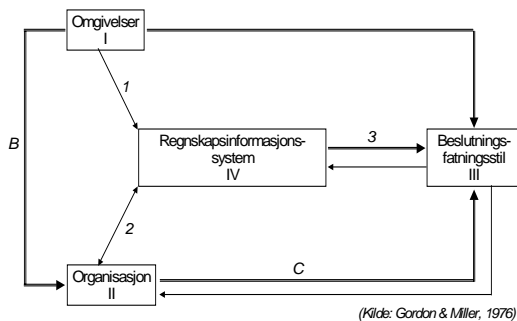 Omgivelser
I
1
B
Regnskapsinformasjons-
system
IV
3
Beslutnings-
fatningsstil
III
2
C
Organisasjon
II
(Kilde: Gordon & Miller, 1976)